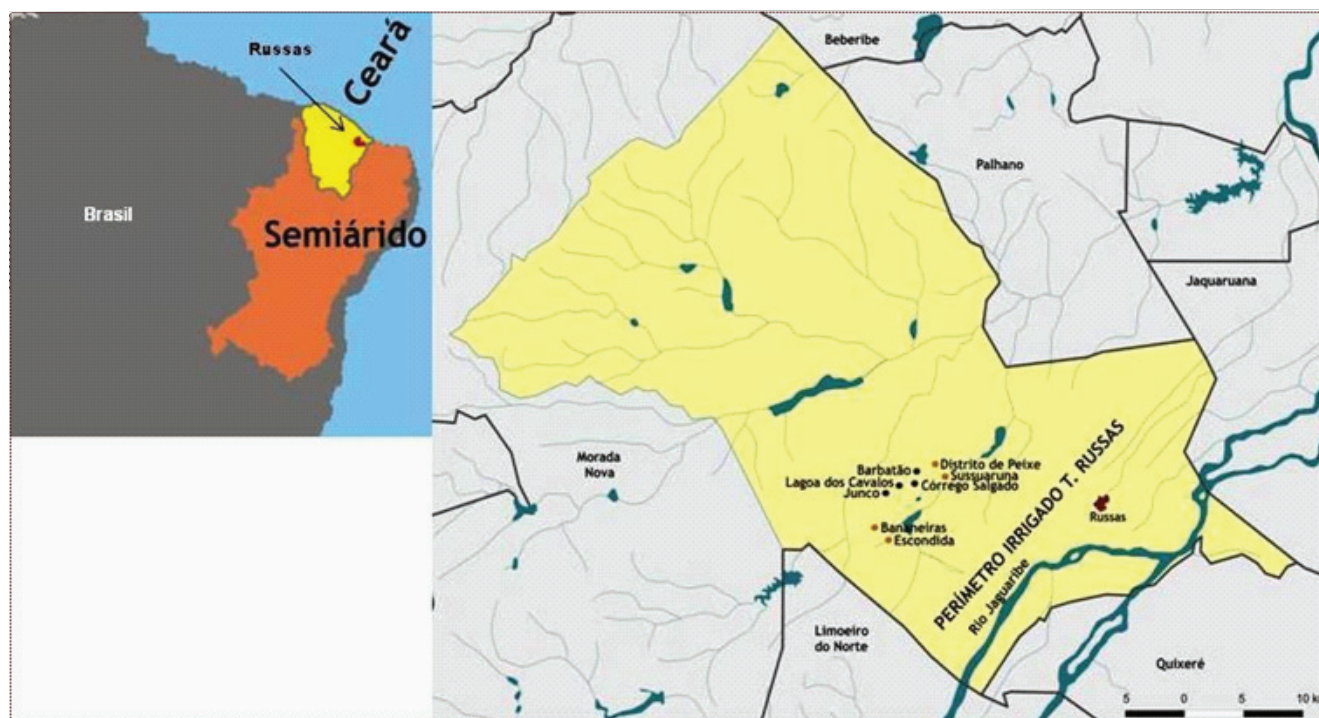 Russas
Ceará
Brasil
Semiárido
Beberibe
Palhano
Jaquaruana
Morada
Nova
Barbatão
Distrito de Peixe
Sussuaruna
Lagoa dos Cavalos
Córrego Salgado
Junco
Bananeiras
Escondida
PERÍMETRO IRRIGADO T. RUSSAS
Russas
Rio Jaguaribe
Limoeiro
do Norte
Quixeré
5 0 5 10 k